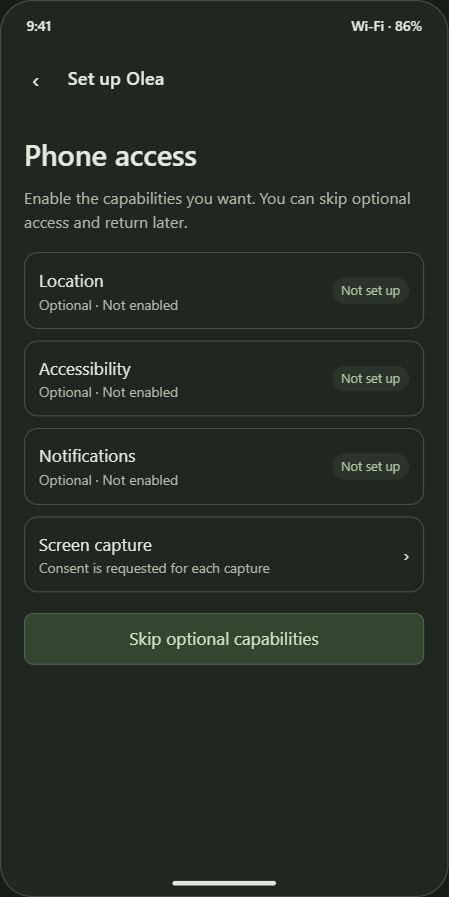 9:41
Wi-Fi · 86%
‹ Set up Olea
Phone access
Enable the capabilities you want. You can skip optional
access and return later.
Location
Optional · Not enabled
Not set up
Accessibility
Optional · Not enabled
Not set up
Notifications
Optional · Not enabled
Not set up
Screen capture
Consent is requested for each capture
›
Skip optional capabilities